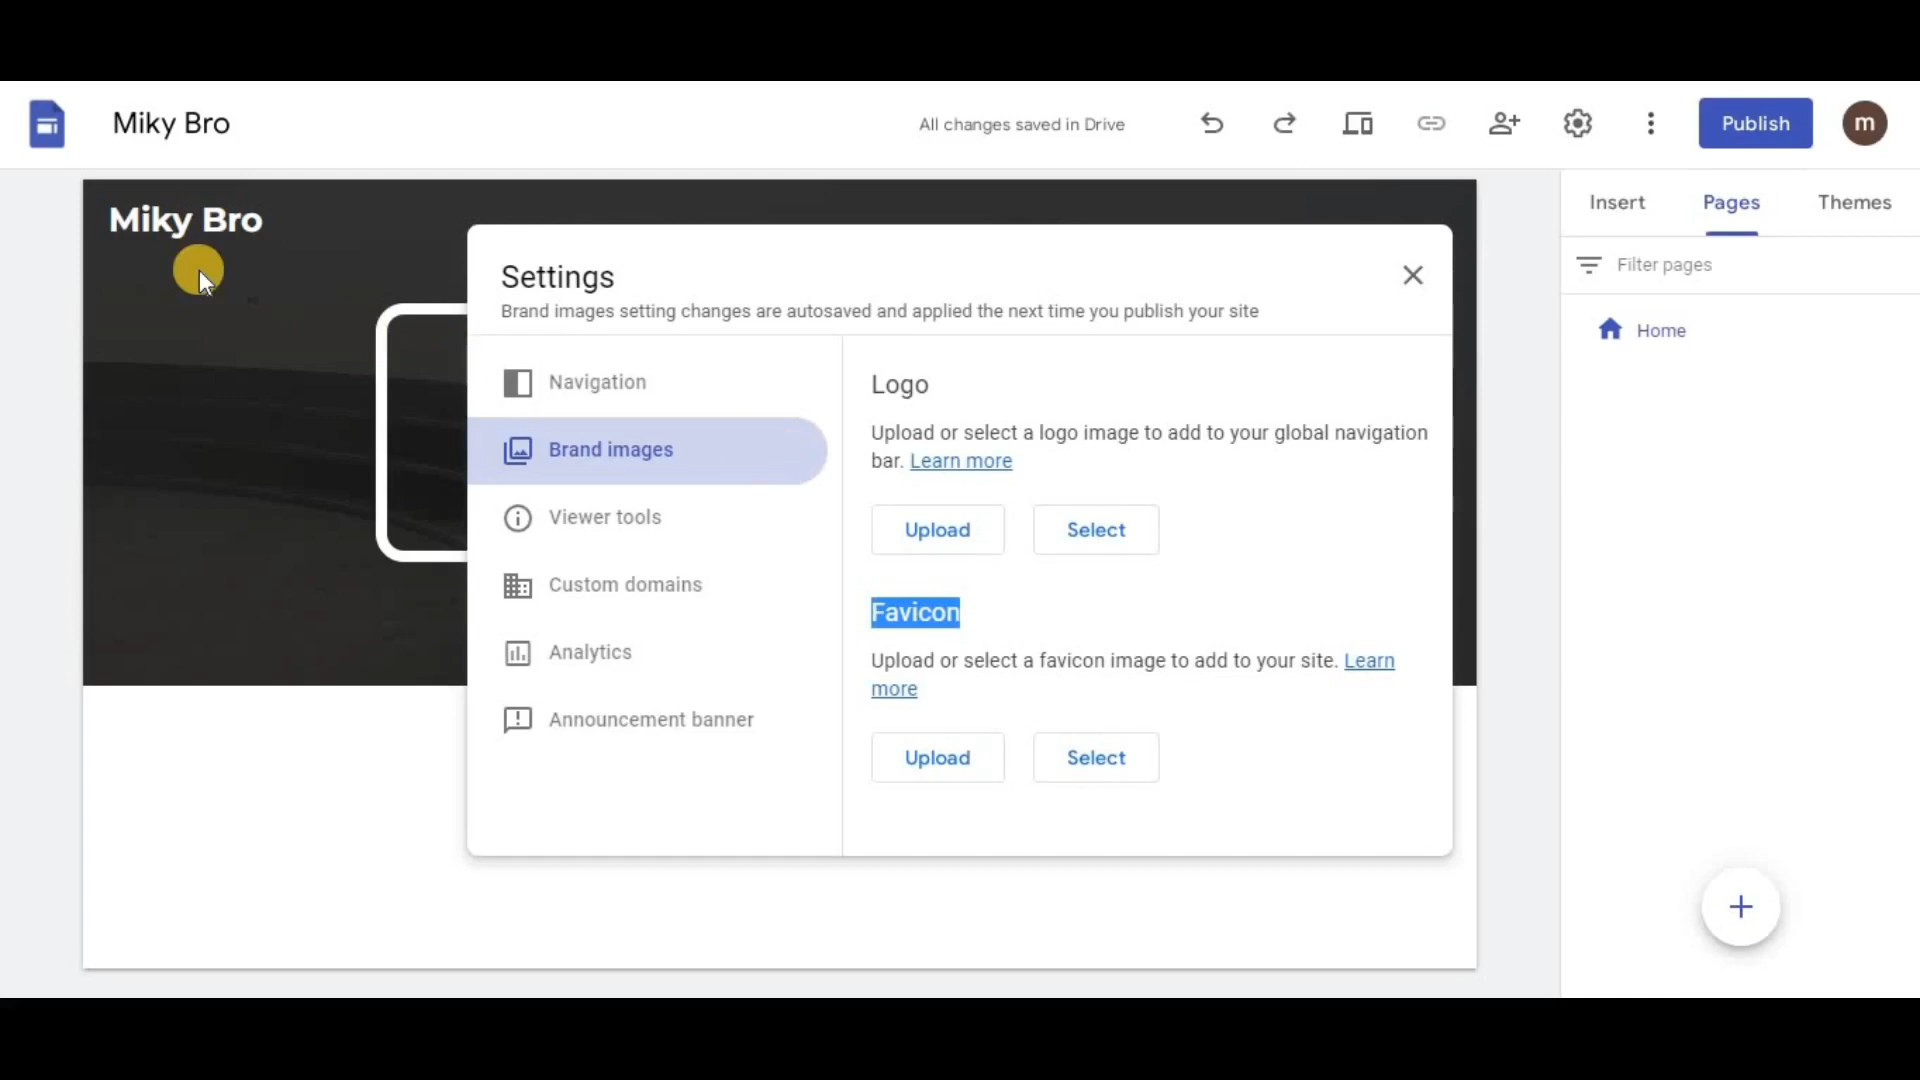 Miky Bro
All changes saved in Drive
Publish
m
Miky Bro
Insert
Pages
Themes
Filter pages
Home
Settings
Brand images setting changes are autosaved and applied the next time you publish your site
Navigation
Brand images
Viewer tools
Custom domains
Analytics
Announcement banner
Logo
Upload or select a logo image to add to your global navigation
bar. Learn more
Upload
Select
Favicon
Upload or select a favicon image to add to your site. Learn
more
Upload
Select